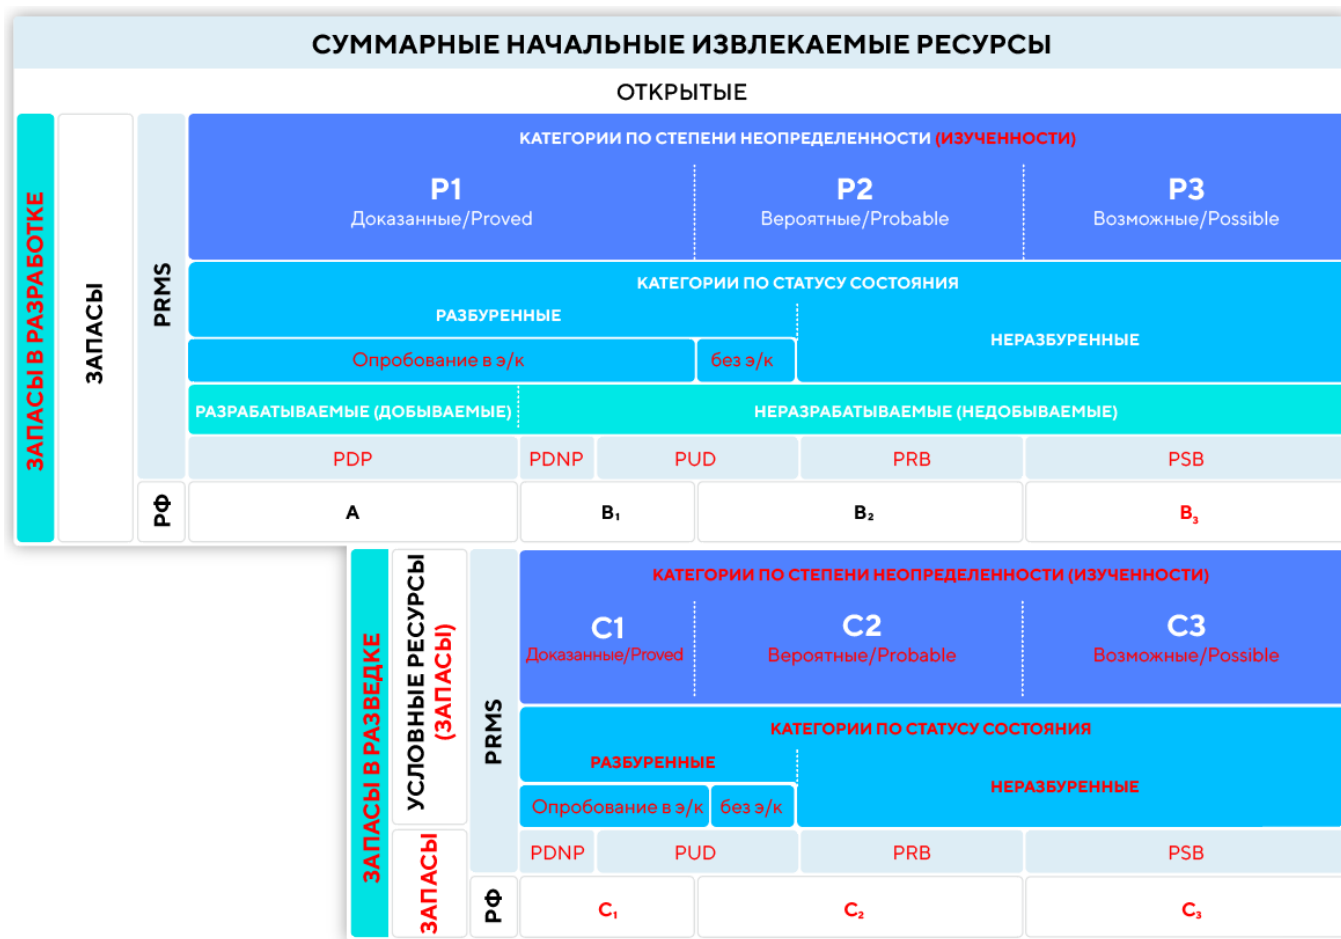 СУММАРНЫЕ НАЧАЛЬНЫЕ ИЗВЛЕКАЕМЫЕ РЕСУРСЫ
ОТКРЫТЫЕ
ЗАПАСЫ В РАЗРАБОТКЕ
ЗАПАСЫ
PRMS
КАТЕГОРИИ ПО СТЕПЕНИ НЕОПРЕДЕЛЕННОСТИ (ИЗУЧЕННОСТИ)
P1
Доказанные/Proved
P2
Вероятные/Probable
P3
Возможные/Possible
КАТЕГОРИИ ПО СТАТУСУ СОСТОЯНИЯ
РАЗБУРЕННЫЕ
НЕРАЗБУРЕННЫЕ
Опробование в э/к
без э/к
РАЗРАБАТЫВАЕМЫЕ (ДОБЫВАЕМЫЕ)
НЕРАЗРАБАТЫВАЕМЫЕ (НЕДОБЫВАЕМЫЕ)
PDP
PDNP
PUD
PRB
PSB
РФ
A
B₁
B₂
B₃
ЗАПАСЫ В РАЗВЕДКЕ
УСЛОВНЫЕ РЕСУРСЫ
(ЗАПАСЫ)
PRMS
КАТЕГОРИИ ПО СТЕПЕНИ НЕОПРЕДЕЛЕННОСТИ (ИЗУЧЕННОСТИ)
C1
Доказанные/Proved
C2
Вероятные/Probable
C3
Возможные/Possible
КАТЕГОРИИ ПО СТАТУСУ СОСТОЯНИЯ
РАЗБУРЕННЫЕ
НЕРАЗБУРЕННЫЕ
Опробование в э/к
без э/к
ЗАПАСЫ
PDNP
PUD
PRB
PSB
РФ
C₁
C₂
C₃